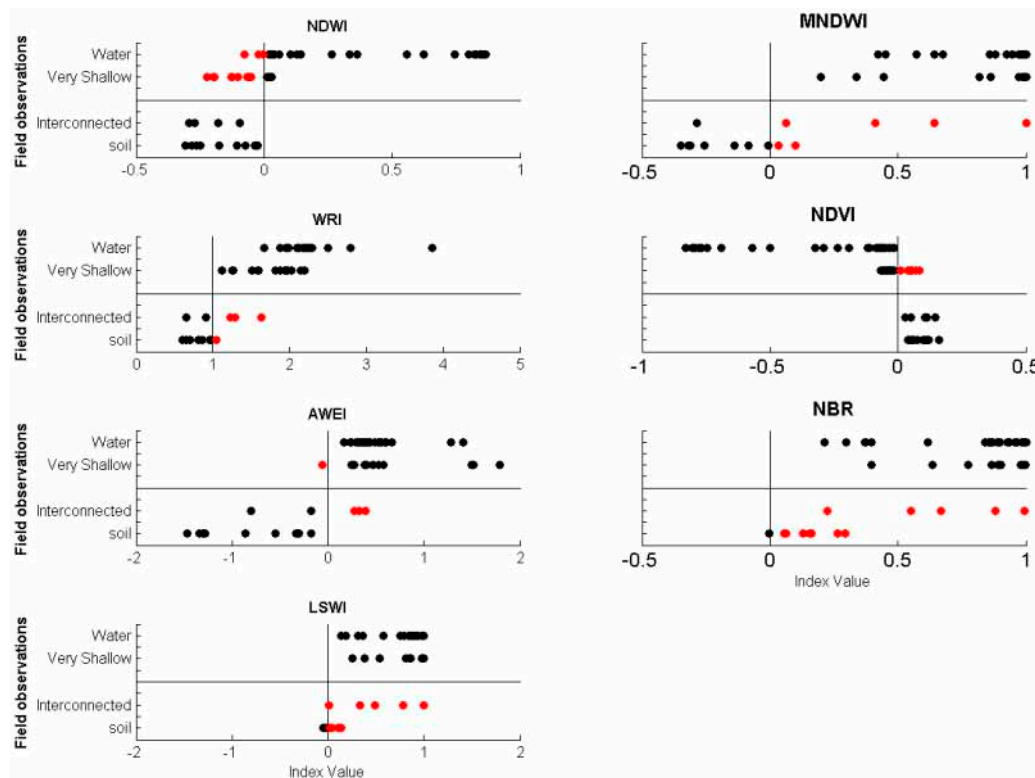 NDWI
Field observations
Water
Very Shallow
Interconnected
soil
-0.5 0 0.5 1
MNDWI
-0.5 0 0.5 1
WRI
Field observations
Water
Very Shallow
Interconnected
soil
0 1 2 3 4 5
NDVI
-1 -0.5 0 0.5
AWEI
Field observations
Water
Very Shallow
Interconnected
soil
-2 -1 0 1 2
NBR
-0.5 0 0.5 1
Index Value
LSWI
Field observations
Water
Very Shallow
Interconnected
soil
-2 -1 0 1 2
Index Value